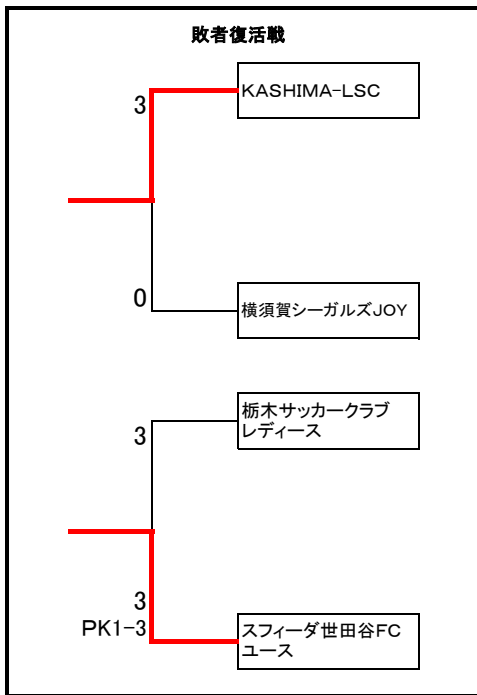 敗者復活戦
3
KASHIMA-LSC
0
横須賀シーガルズJOY
3
栃木サッカークラブ
レディース
3
PK1-3
スフィーダ世田谷FC
ユース